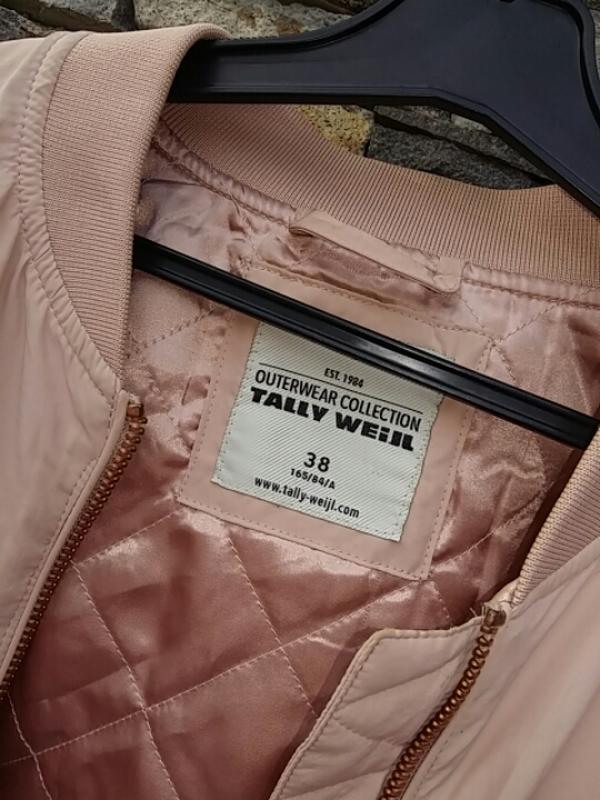 EST. 1984
OUTERWEAR COLLECTION
TALLY WEiJL
38
165/84/A
www.tally-weijl.com